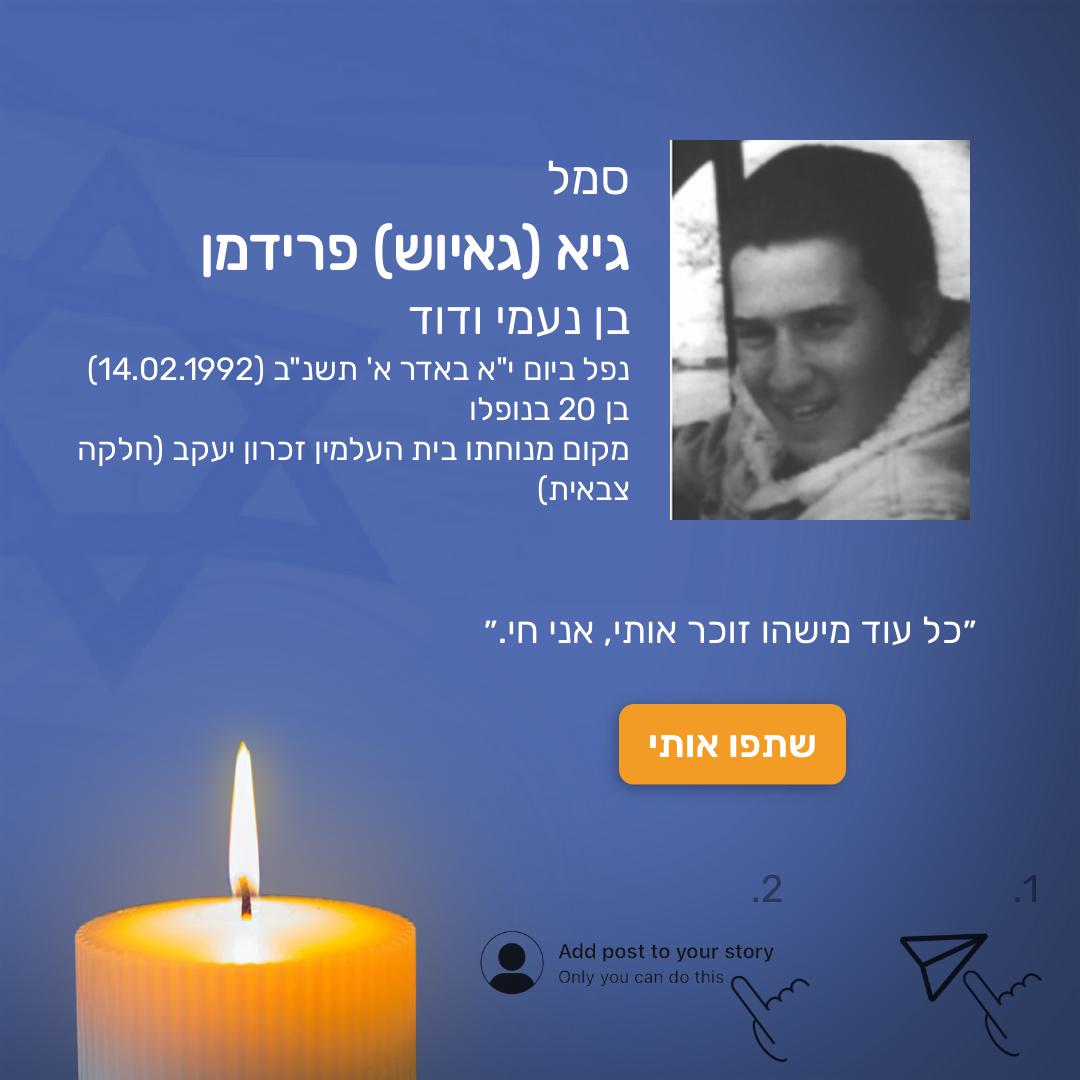 סמל
גיא (גאיוש) פרידמן
בן נעמי ודוד
נפל ביום י"א באדר א' תשנ"ב (14.02.1992)
בן 20 בנופלו
מקום מנוחתו בית העלמין זכרון יעקב (חלקה
צבאית)
״כל עוד מישהו זוכר אותי, אני חי.״
שתפו אותי
.1
.2
Add post to your story
Only you can do this